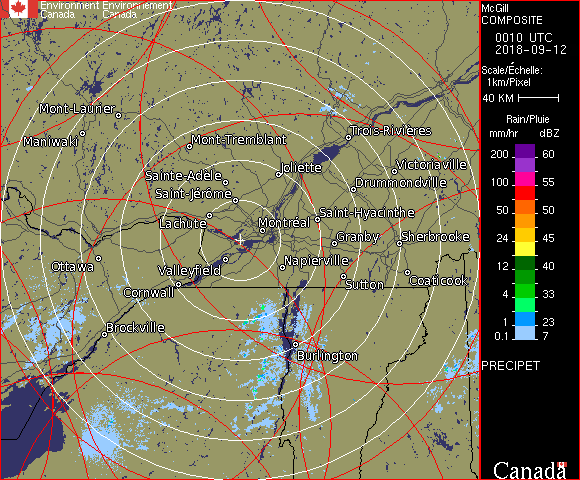 Environment Environnement
Canada Canada
McGill
COMPOSITE
0010 UTC
2018-09-12
Scale/Échelle:
1km/Pixel
40 KM
Rain/Pluie
mm/hr dBZ
200 60
100 55
50 50
24 45
12 40
4 33
1 23
0.1 7
PRECIPET
Canada
Mont-Laurier
Maniwaki
Mont-Tremblant
Trois-Rivières
Sainte-Adèle
Joliette
Victoriaville
Saint-Jérôme
Drummondville
Lachute
Montréal
Saint-Hyacinthe
Granby
Sherbrooke
Ottawa
Valleyfield
Napierville
Cornwall
Sutton
Coaticook
Brockville
Burlington